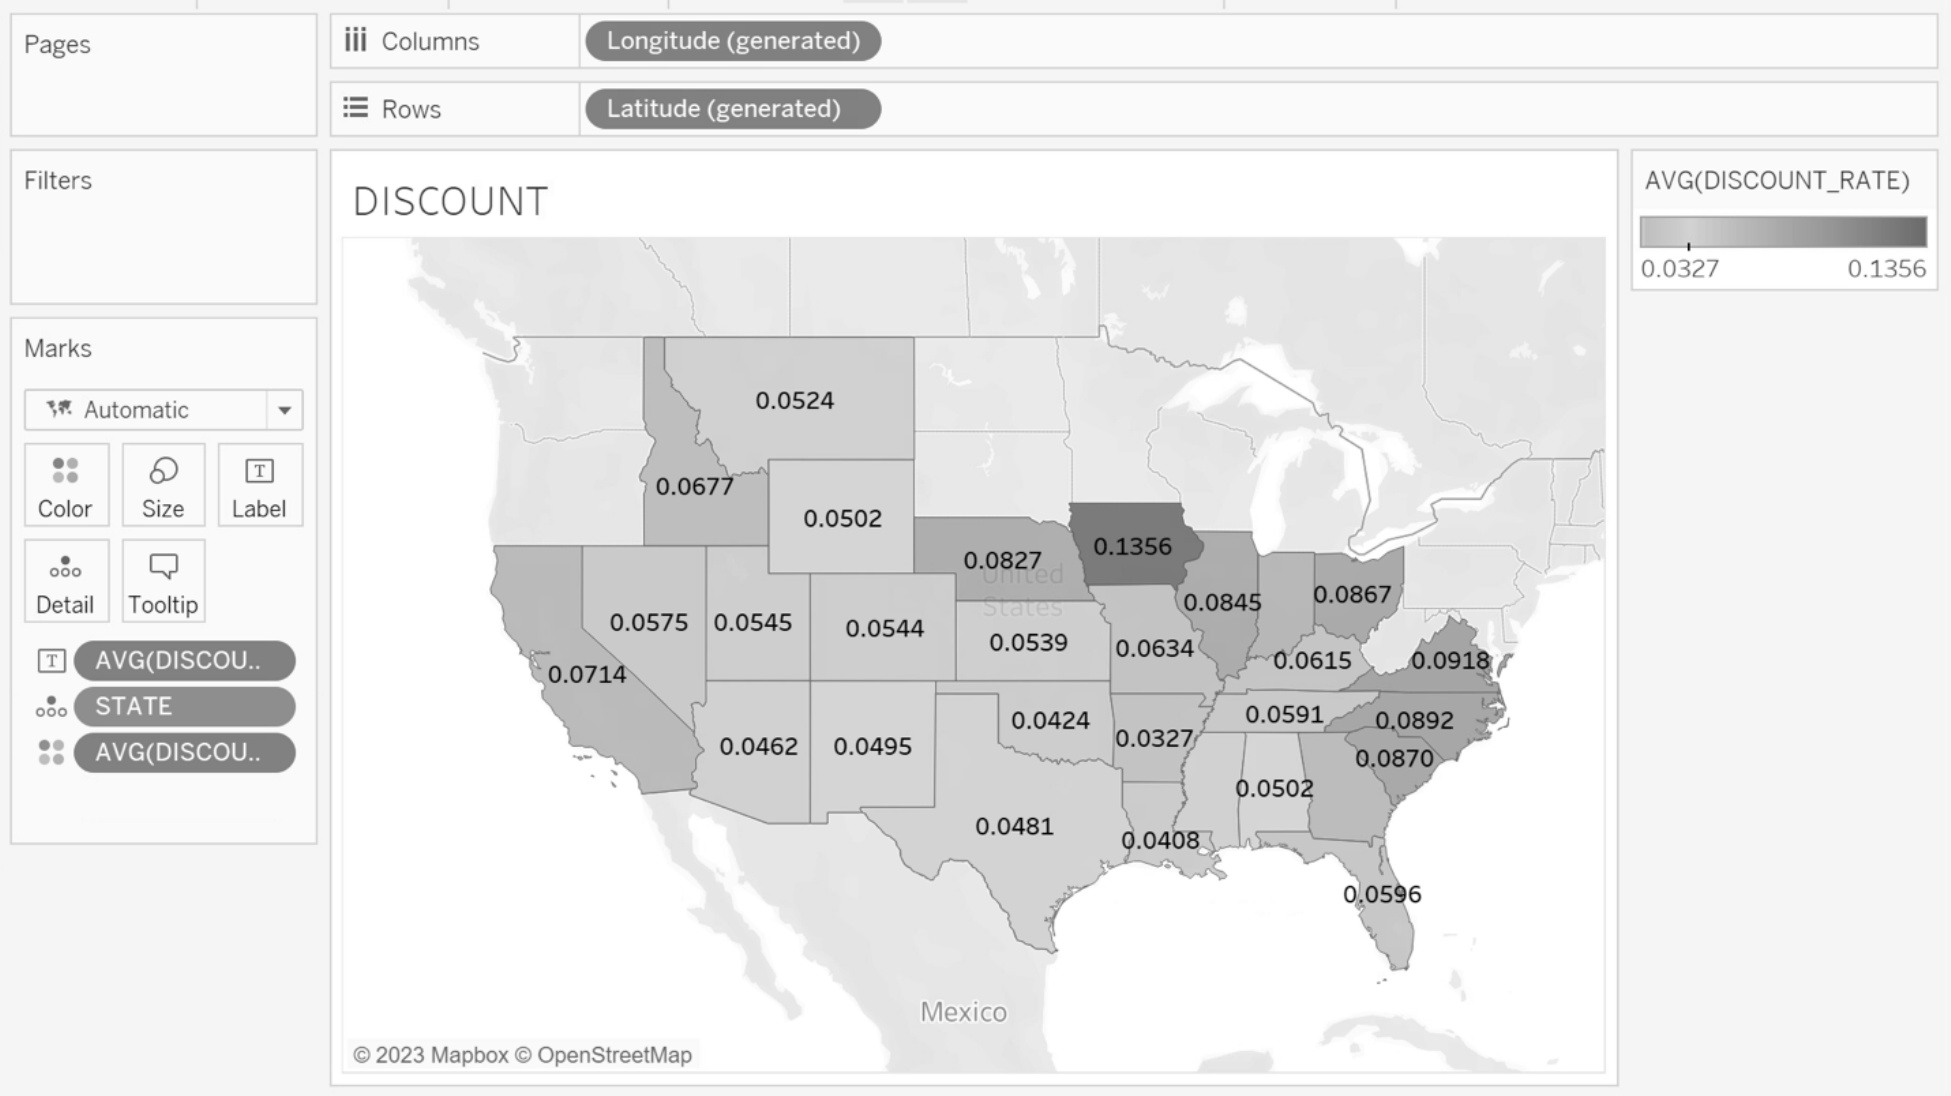 Pages
Columns
Longitude (generated)
Rows
Latitude (generated)
Filters
DISCOUNT
AVG(DISCOUNT_RATE)
0.0327
0.1356
Marks
Automatic
Color
Size
Label
Detail
Tooltip
AVG(DISCOU..
STATE
AVG(DISCOU..
0.0524
0.0677
0.0502
0.0827
0.1356
United
States
0.0845
0.0867
0.0575
0.0545
0.0544
0.0539
0.0634
0.0615
0.0918
0.0714
0.0462
0.0495
0.0424
0.0327
0.0591
0.0892
0.0870
0.0502
0.0481
0.0408
0.0596
Mexico
© 2023 Mapbox © OpenStreetMap